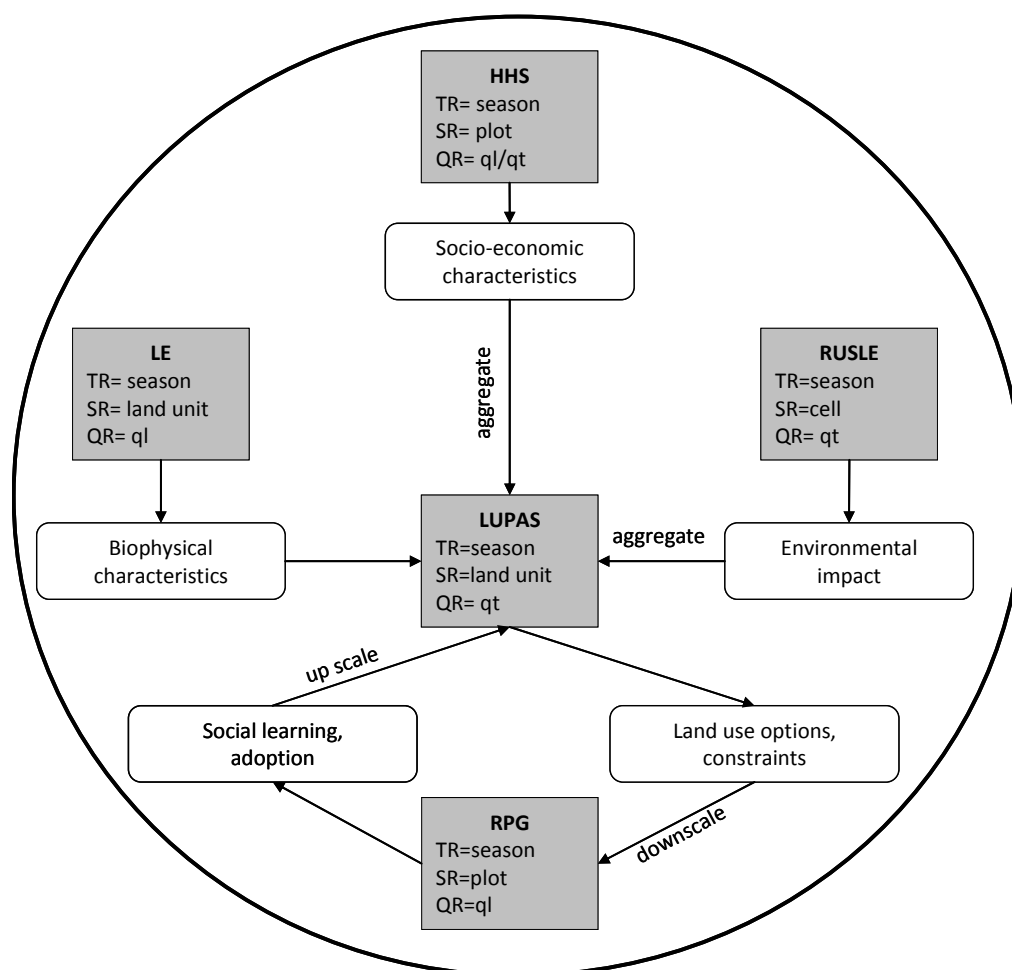 HHS
TR= season
SR= plot
QR= ql/qt
Socio-economic
characteristics
aggregate
LE
TR= season
SR= land unit
QR= ql
RUSLE
TR=season
SR=cell
QR= qt
LUPAS
TR=season
SR=land unit
QR= qt
Biophysical
characteristics
aggregate
Environmental
impact
up scale
Social learning,
adoption
Land use options,
constraints
downscale
RPG
TR=season
SR=plot
QR=ql